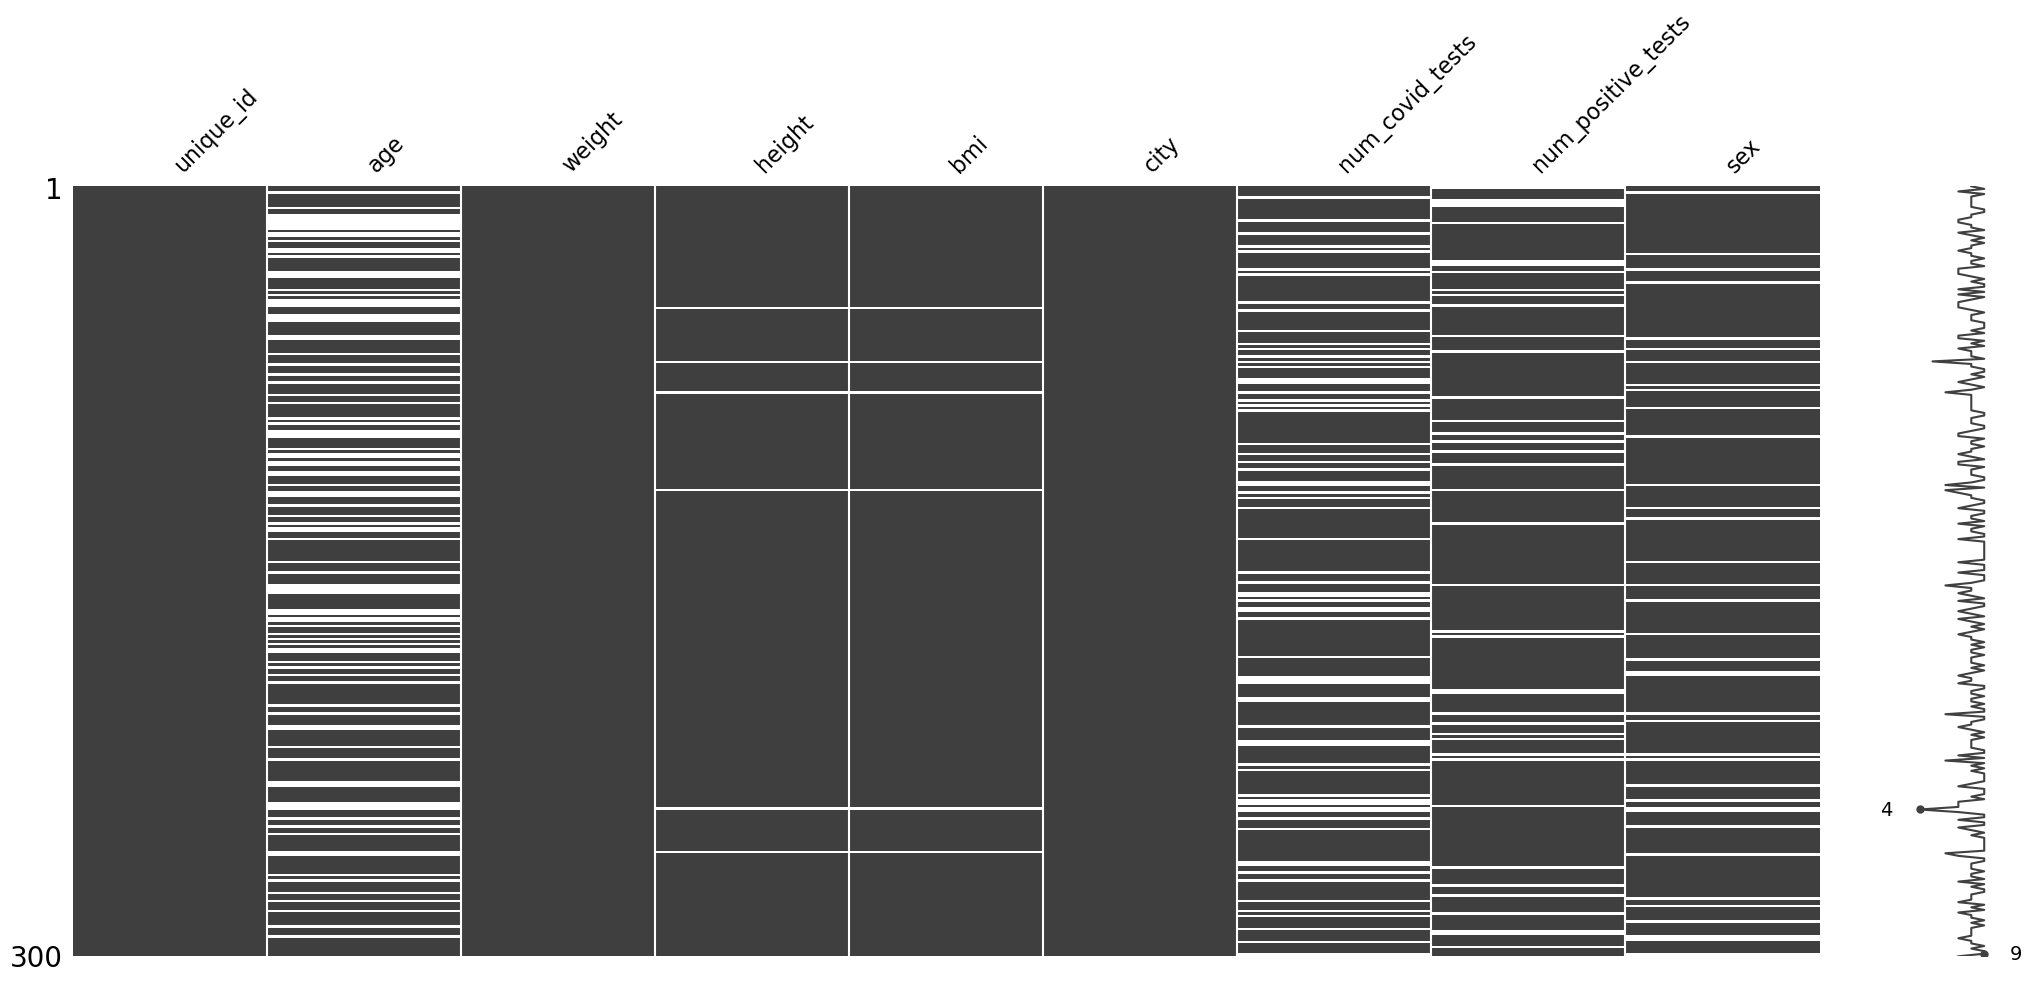 unique_id
age
weight
height
bmi
city
num_covid_tests
num_positive_tests
sex
1
4
300
9